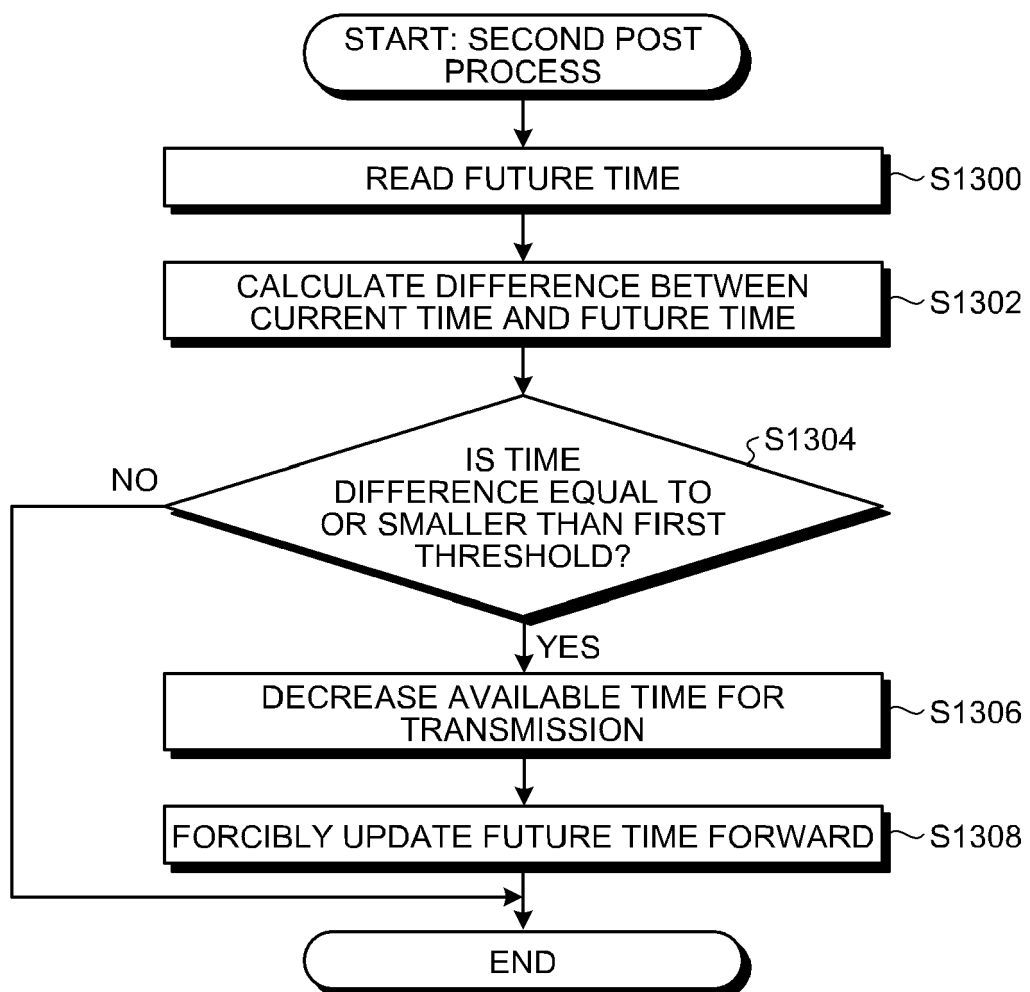 START: SECOND POST
PROCESS
READ FUTURE TIME
S1300
CALCULATE DIFFERENCE BETWEEN
CURRENT TIME AND FUTURE TIME
S1302
S1304
IS TIME
DIFFERENCE EQUAL TO
OR SMALLER THAN FIRST
THRESHOLD?
NO
YES
DECREASE AVAILABLE TIME FOR
TRANSMISSION
S1306
FORCIBLY UPDATE FUTURE TIME FORWARD
S1308
END